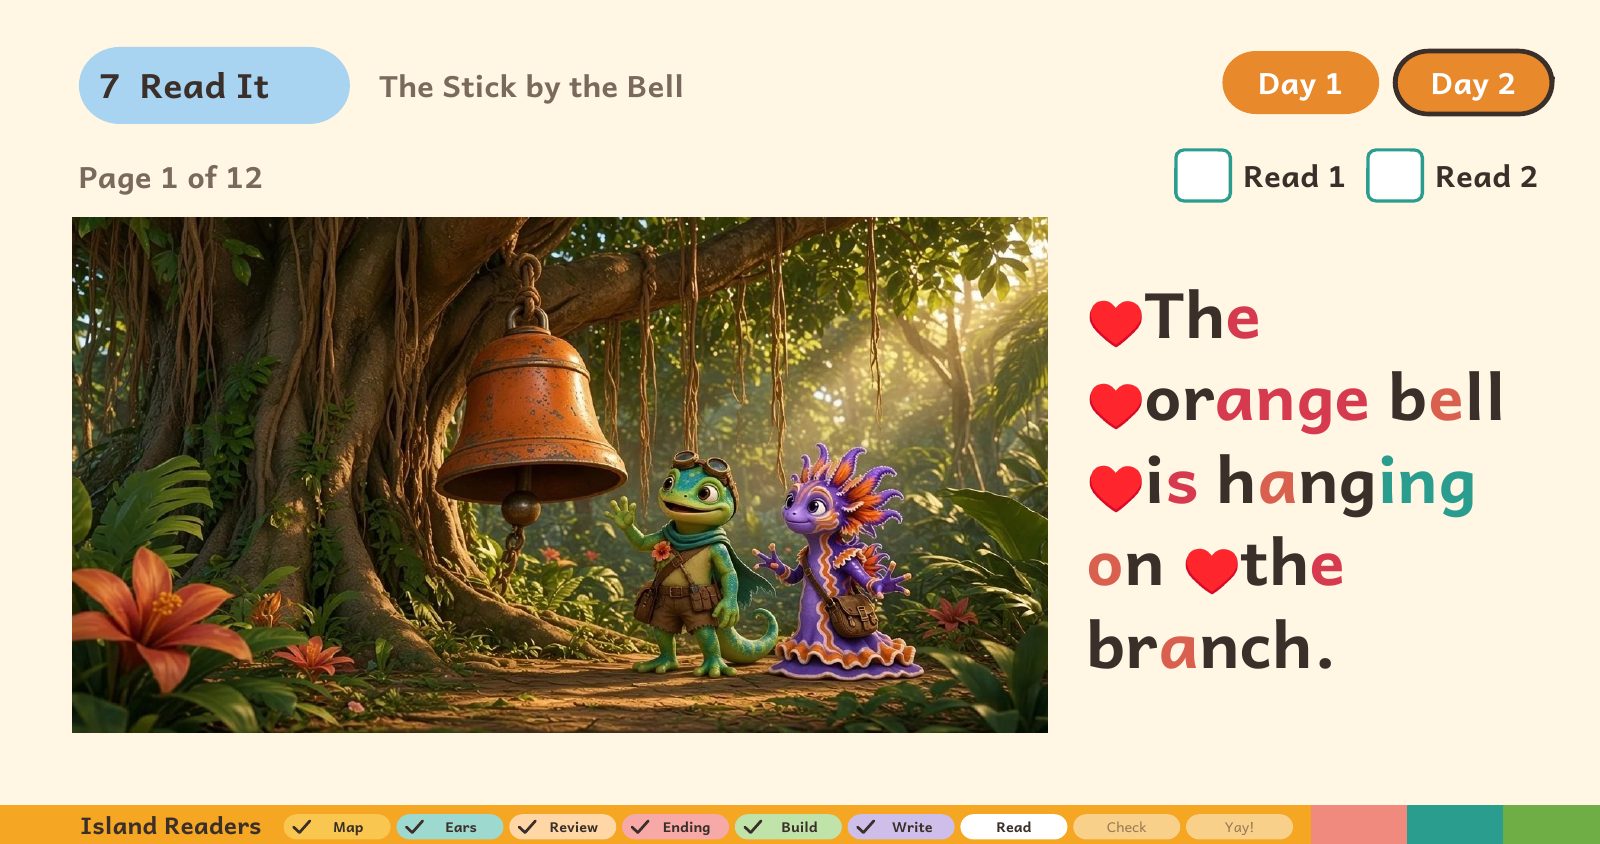 7 Read It
The Stick by the Bell
Day 1
Day 2
Page 1 of 12
Read 1
Read 2
The
orange bell
is hanging
on the
branch.
Island Readers
Map
Ears
Review
Ending
Build
Write
Read
Check
Yay!